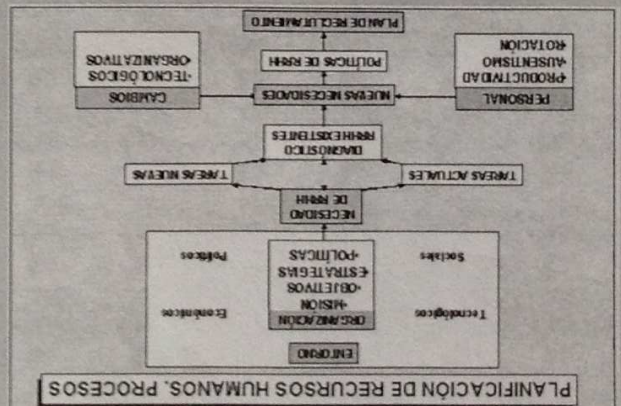 PLANIFICACIÓN DE RECURSOS HUMANOS. PROCESOS
ENTORNO
Tecnológicos
Económicos
ORGANIZACIÓN
•MISIÓN
•OBJETIVOS
•ESTRATEGIAS
•POLÍTICAS
Sociales
Políticos
NECESIDAD
DE RRHH
TAREAS ACTUALES
TAREAS NUEVAS
DIAGNÓSTICO
RRHH EXISTENTES
PERSONAL
•PRODUCTIVIDAD
•AUSENTISMO
•ROTACIÓN
NUEVAS NECESIDADES
CAMBIOS
•TECNOLÓGICOS
•ORGANIZATIVOS
POLÍTICAS DE RRHH
PLAN DE RECLUTAMIENTO